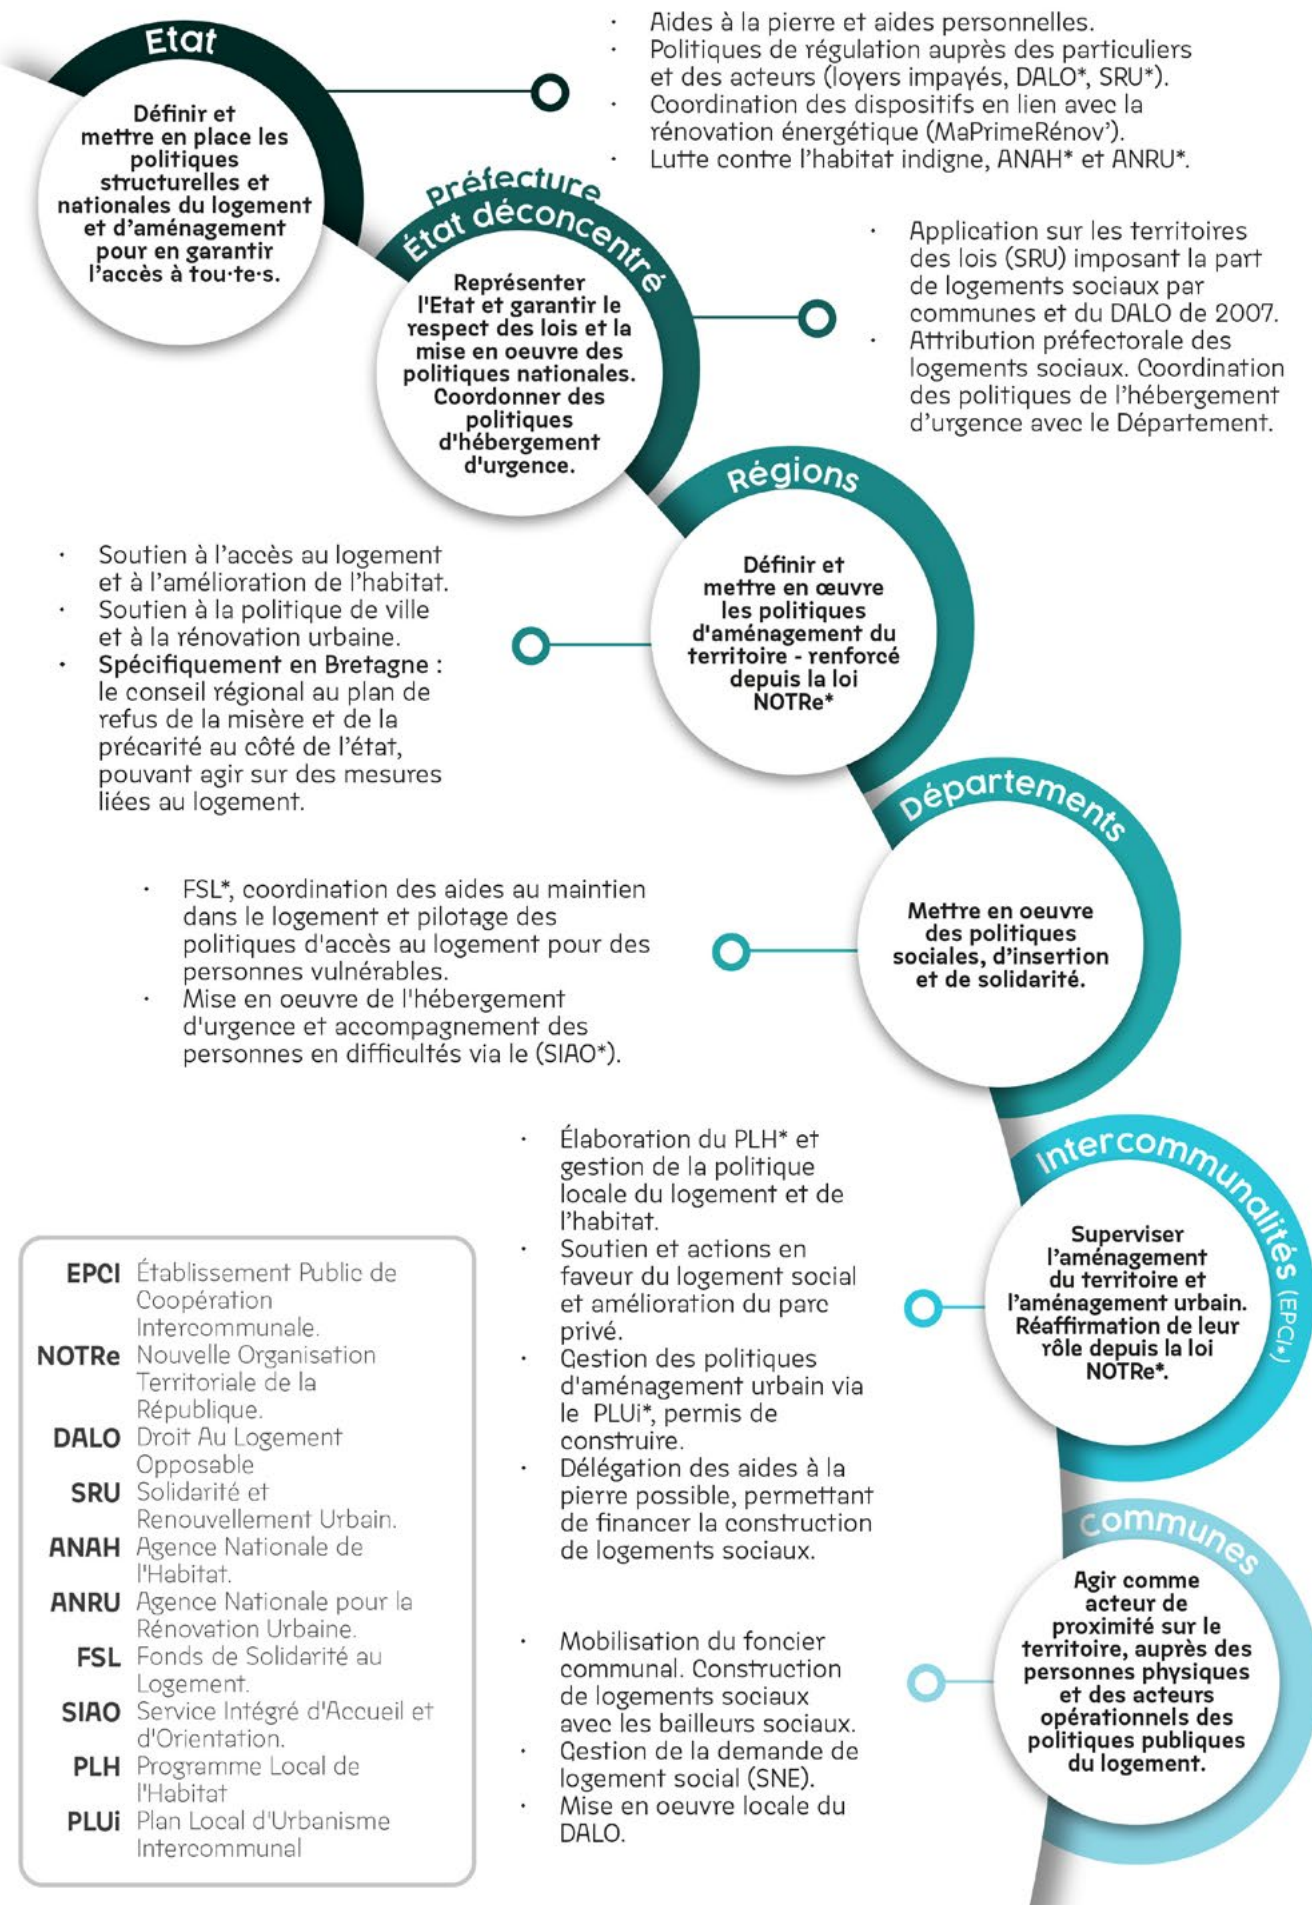 Etat
Définir et
mettre en place les
politiques
structurelles et
nationales du logement
et d'aménagement
pour en garantir
l'accès à tou·te·s.
· Aides à la pierre et aides personnelles.
· Politiques de régulation auprès des particuliers
et des acteurs (loyers impayés, DALO*, SRU*).
· Coordination des dispositifs en lien avec la
rénovation énergétique (MaPrimeRénov').
· Lutte contre l'habitat indigne, ANAH* et ANRU*.
Préfecture
État déconcentré
Représenter
l'Etat et garantir le
respect des lois et la
mise en oeuvre des
politiques nationales.
Coordonner des
politiques
d'hébergement
d'urgence.
· Application sur les territoires
des lois (SRU) imposant la part
de logements sociaux par
communes et du DALO de 2007.
· Attribution préfectorale des
logements sociaux. Coordination
des politiques de l'hébergement
d'urgence avec le Département.
Régions
Définir et
mettre en œuvre
les politiques
d'aménagement du
territoire - renforcé
depuis la loi
NOTRe*
· Soutien à l'accès au logement
et à l'amélioration de l'habitat.
· Soutien à la politique de ville
et à la rénovation urbaine.
· Spécifiquement en Bretagne :
le conseil régional au plan de
refus de la misère et de la
précarité au côté de l'état,
pouvant agir sur des mesures
liées au logement.
Départements
Mettre en oeuvre
des politiques
sociales, d'insertion
et de solidarité.
· FSL*, coordination des aides au maintien
dans le logement et pilotage des
politiques d'accès au logement pour des
personnes vulnérables.
· Mise en oeuvre de l'hébergement
d'urgence et accompagnement des
personnes en difficultés via le (SIAO*).
Intercommunalités (EPCI*)
Superviser
l'aménagement
du territoire et
l'aménagement urbain.
Réaffirmation de leur
rôle depuis la loi
NOTRe*.
· Élaboration du PLH* et
gestion de la politique
locale du logement et de
l'habitat.
· Soutien et actions en
faveur du logement social
et amélioration du parc
privé.
· Gestion des politiques
d'aménagement urbain via
le PLUi*, permis de
construire.
· Délégation des aides à la
pierre possible, permettant
de financer la construction
de logements sociaux.
Communes
Agir comme
acteur de
proximité sur le
territoire, auprès des
personnes physiques
et des acteurs
opérationnels des
politiques publiques
du logement.
· Mobilisation du foncier
communal. Construction
de logements sociaux
avec les bailleurs sociaux.
· Gestion de la demande de
logement social (SNE).
· Mise en oeuvre locale du
DALO.
EPCI Établissement Public de
Coopération
Intercommunale.
NOTRe Nouvelle Organisation
Territoriale de la
République.
DALO Droit Au Logement
Opposable
SRU Solidarité et
Renouvellement Urbain.
ANAH Agence Nationale de
l'Habitat.
ANRU Agence Nationale pour la
Rénovation Urbaine.
FSL Fonds de Solidarité au
Logement.
SIAO Service Intégré d'Accueil et
d'Orientation.
PLH Programme Local de
l'Habitat
PLUi Plan Local d'Urbanisme
Intercommunal